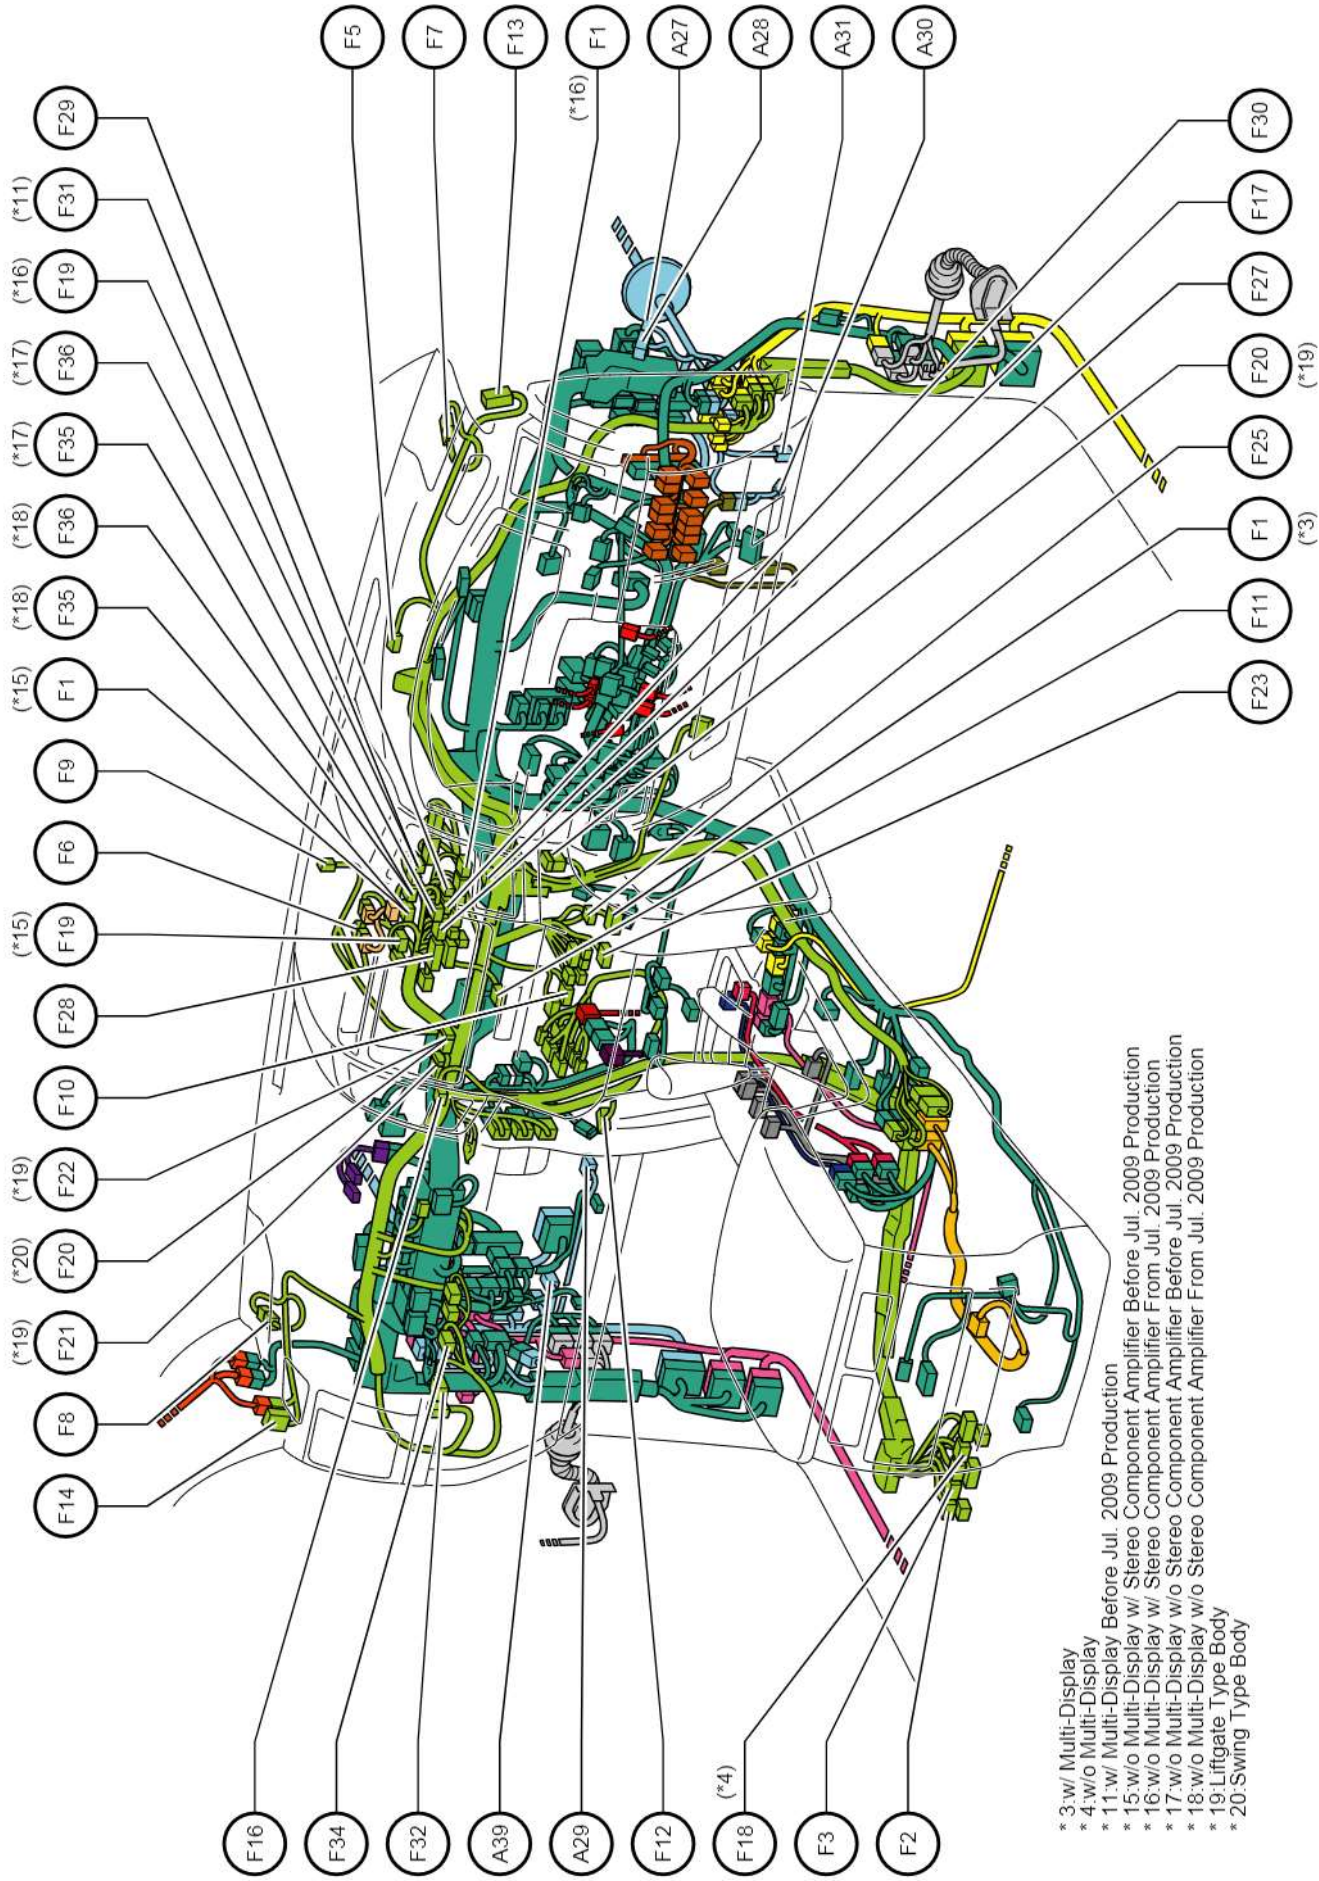 F5
F7
F13
F1
(*16)
A27
A28
A31
A30
F29
(*11)
F31
(*16)
F19
(*17)
F36
(*17)
F35
(*18)
F36
(*18)
F35
(*15)
F1
F9
F6
(*15)
F19
F28
F10
(*19)
F22
(*20)
F20
(*19)
F21
F8
F14
F30
F17
F27
F20
(*19)
F25
F1
(*3)
F11
F23
F16
F34
F32
A39
A29
F12
(*4)
F18
F3
F2
* 3:w/ Multi-Display
* 4:w/o Multi-Display
* 11:w/ Multi-Display Before Jul. 2009 Production
* 15:w/o Multi-Display w/ Stereo Component Amplifier Before Jul. 2009 Production
* 16:w/o Multi-Display w/ Stereo Component Amplifier From Jul. 2009 Production
* 17:w/o Multi-Display w/o Stereo Component Amplifier Before Jul. 2009 Production
* 18:w/o Multi-Display w/o Stereo Component Amplifier From Jul. 2009 Production
* 19:Liftgate Type Body
* 20:Swing Type Body